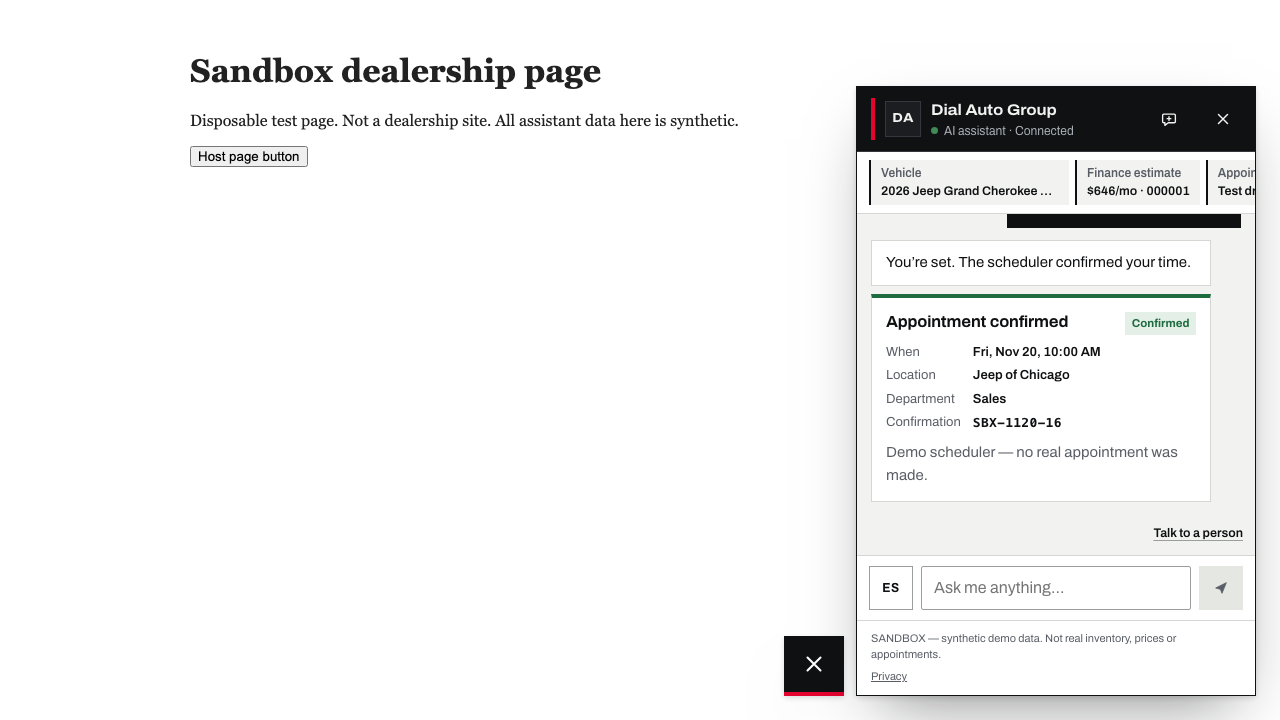 Sandbox dealership page
Disposable test page. Not a dealership site. All assistant data here is synthetic.
Host page button
DA
Dial Auto Group
AI assistant · Connected
Vehicle
2026 Jeep Grand Cherokee …
Finance estimate
$646/mo · 000001
Appoin
Test dr
You’re set. The scheduler confirmed your time.
Appointment confirmed
Confirmed
When Fri, Nov 20, 10:00 AM
Location Jeep of Chicago
Department Sales
Confirmation SBX–1120–16
Demo scheduler — no real appointment was
made.
Talk to a person
ES
Ask me anything…
SANDBOX — synthetic demo data. Not real inventory, prices or
appointments.
Privacy